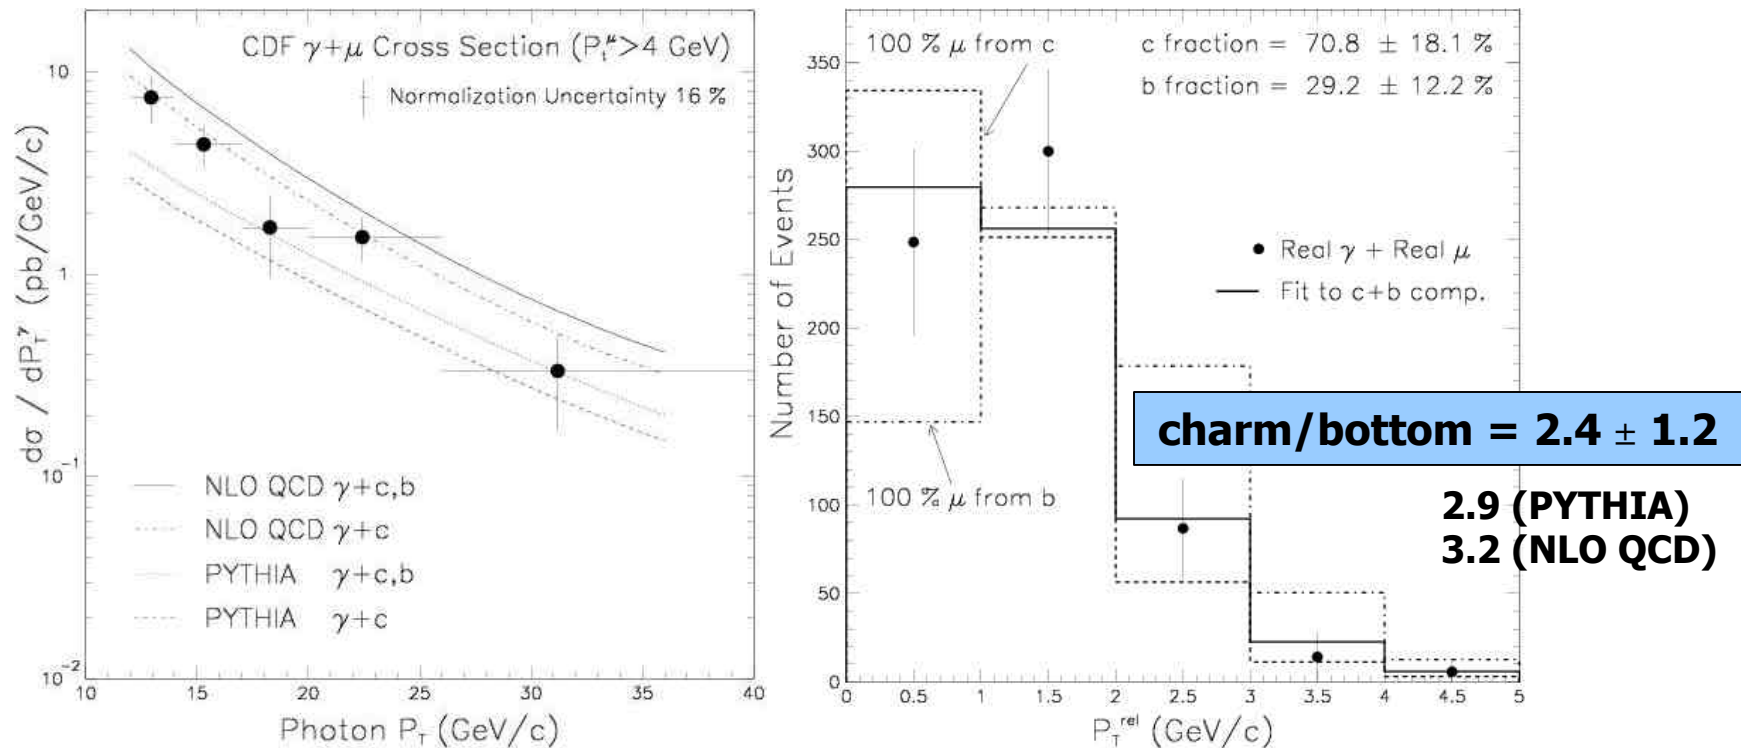 CDF γ+μ Cross Section (P_t^μ>4 GeV)
Normalization Uncertainty 16 %
dσ / dP_T^γ (pb/GeV/c)
10
1
10^-1
10^-2
NLO QCD γ+c,b
NLO QCD γ+c
PYTHIA γ+c,b
PYTHIA γ+c
10 15 20 25 30 35 40
Photon P_T (GeV/c)
100 % μ from c
c fraction = 70.8 ± 18.1 %
b fraction = 29.2 ± 12.2 %
Number of Events
350
300
250
200
150
100
50
0
Real γ + Real μ
Fit to c+b comp.
100 % μ from b
0 0.5 1 1.5 2 2.5 3 3.5 4 4.5 5
P_T^rel (GeV/c)
charm/bottom = 2.4 ± 1.2
2.9 (PYTHIA)
3.2 (NLO QCD)